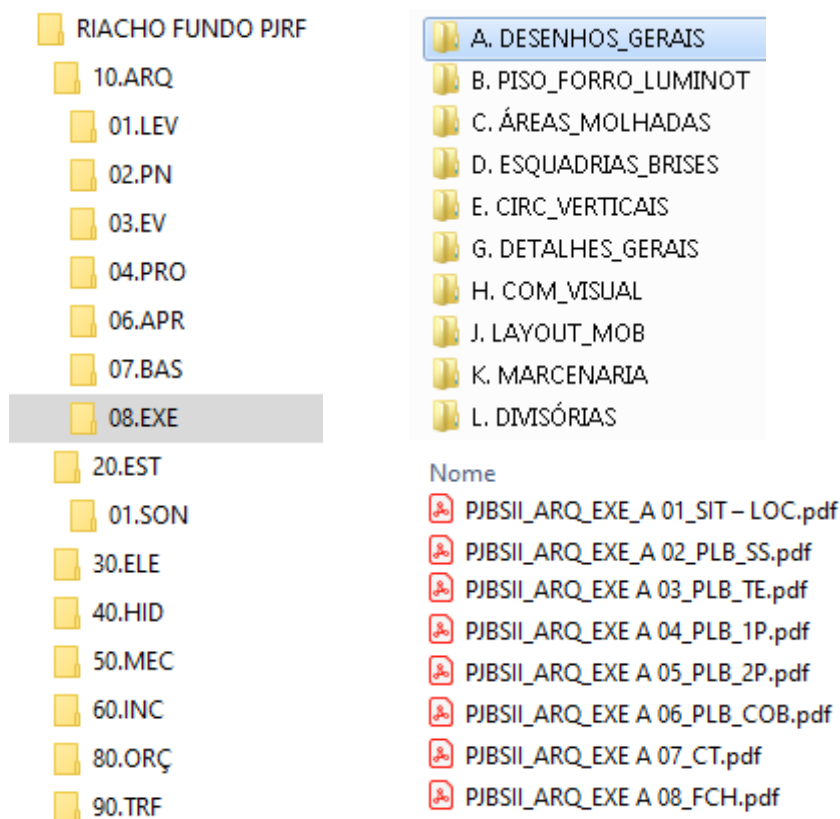 RIACHO FUNDO PJRF
10.ARQ
01.LEV
02.PN
03.EV
04.PRO
06.APR
07.BAS
08.EXE
20.EST
01.SON
30.ELE
40.HID
50.MEC
60.INC
80.ORÇ
90.TRF
A. DESENHOS_GERAIS
B. PISO_FORRO_LUMINOT
C. ÁREAS_MOLHADAS
D. ESQUADRIAS_BRISES
E. CIRC_VERTICAIS
G. DETALHES_GERAIS
H. COM_VISUAL
J. LAYOUT_MOB
K. MARCENARIA
L. DIVISÓRIAS
Nome
PJBSII_ARQ_EXE_A 01_SIT – LOC.pdf
PJBSII_ARQ_EXE_A 02_PLB_SS.pdf
PJBSII_ARQ_EXE A 03_PLB_TE.pdf
PJBSII_ARQ_EXE A 04_PLB_1P.pdf
PJBSII_ARQ_EXE A 05_PLB_2P.pdf
PJBSII_ARQ_EXE A 06_PLB_COB.pdf
PJBSII_ARQ_EXE A 07_CT.pdf
PJBSII_ARQ_EXE A 08_FCH.pdf